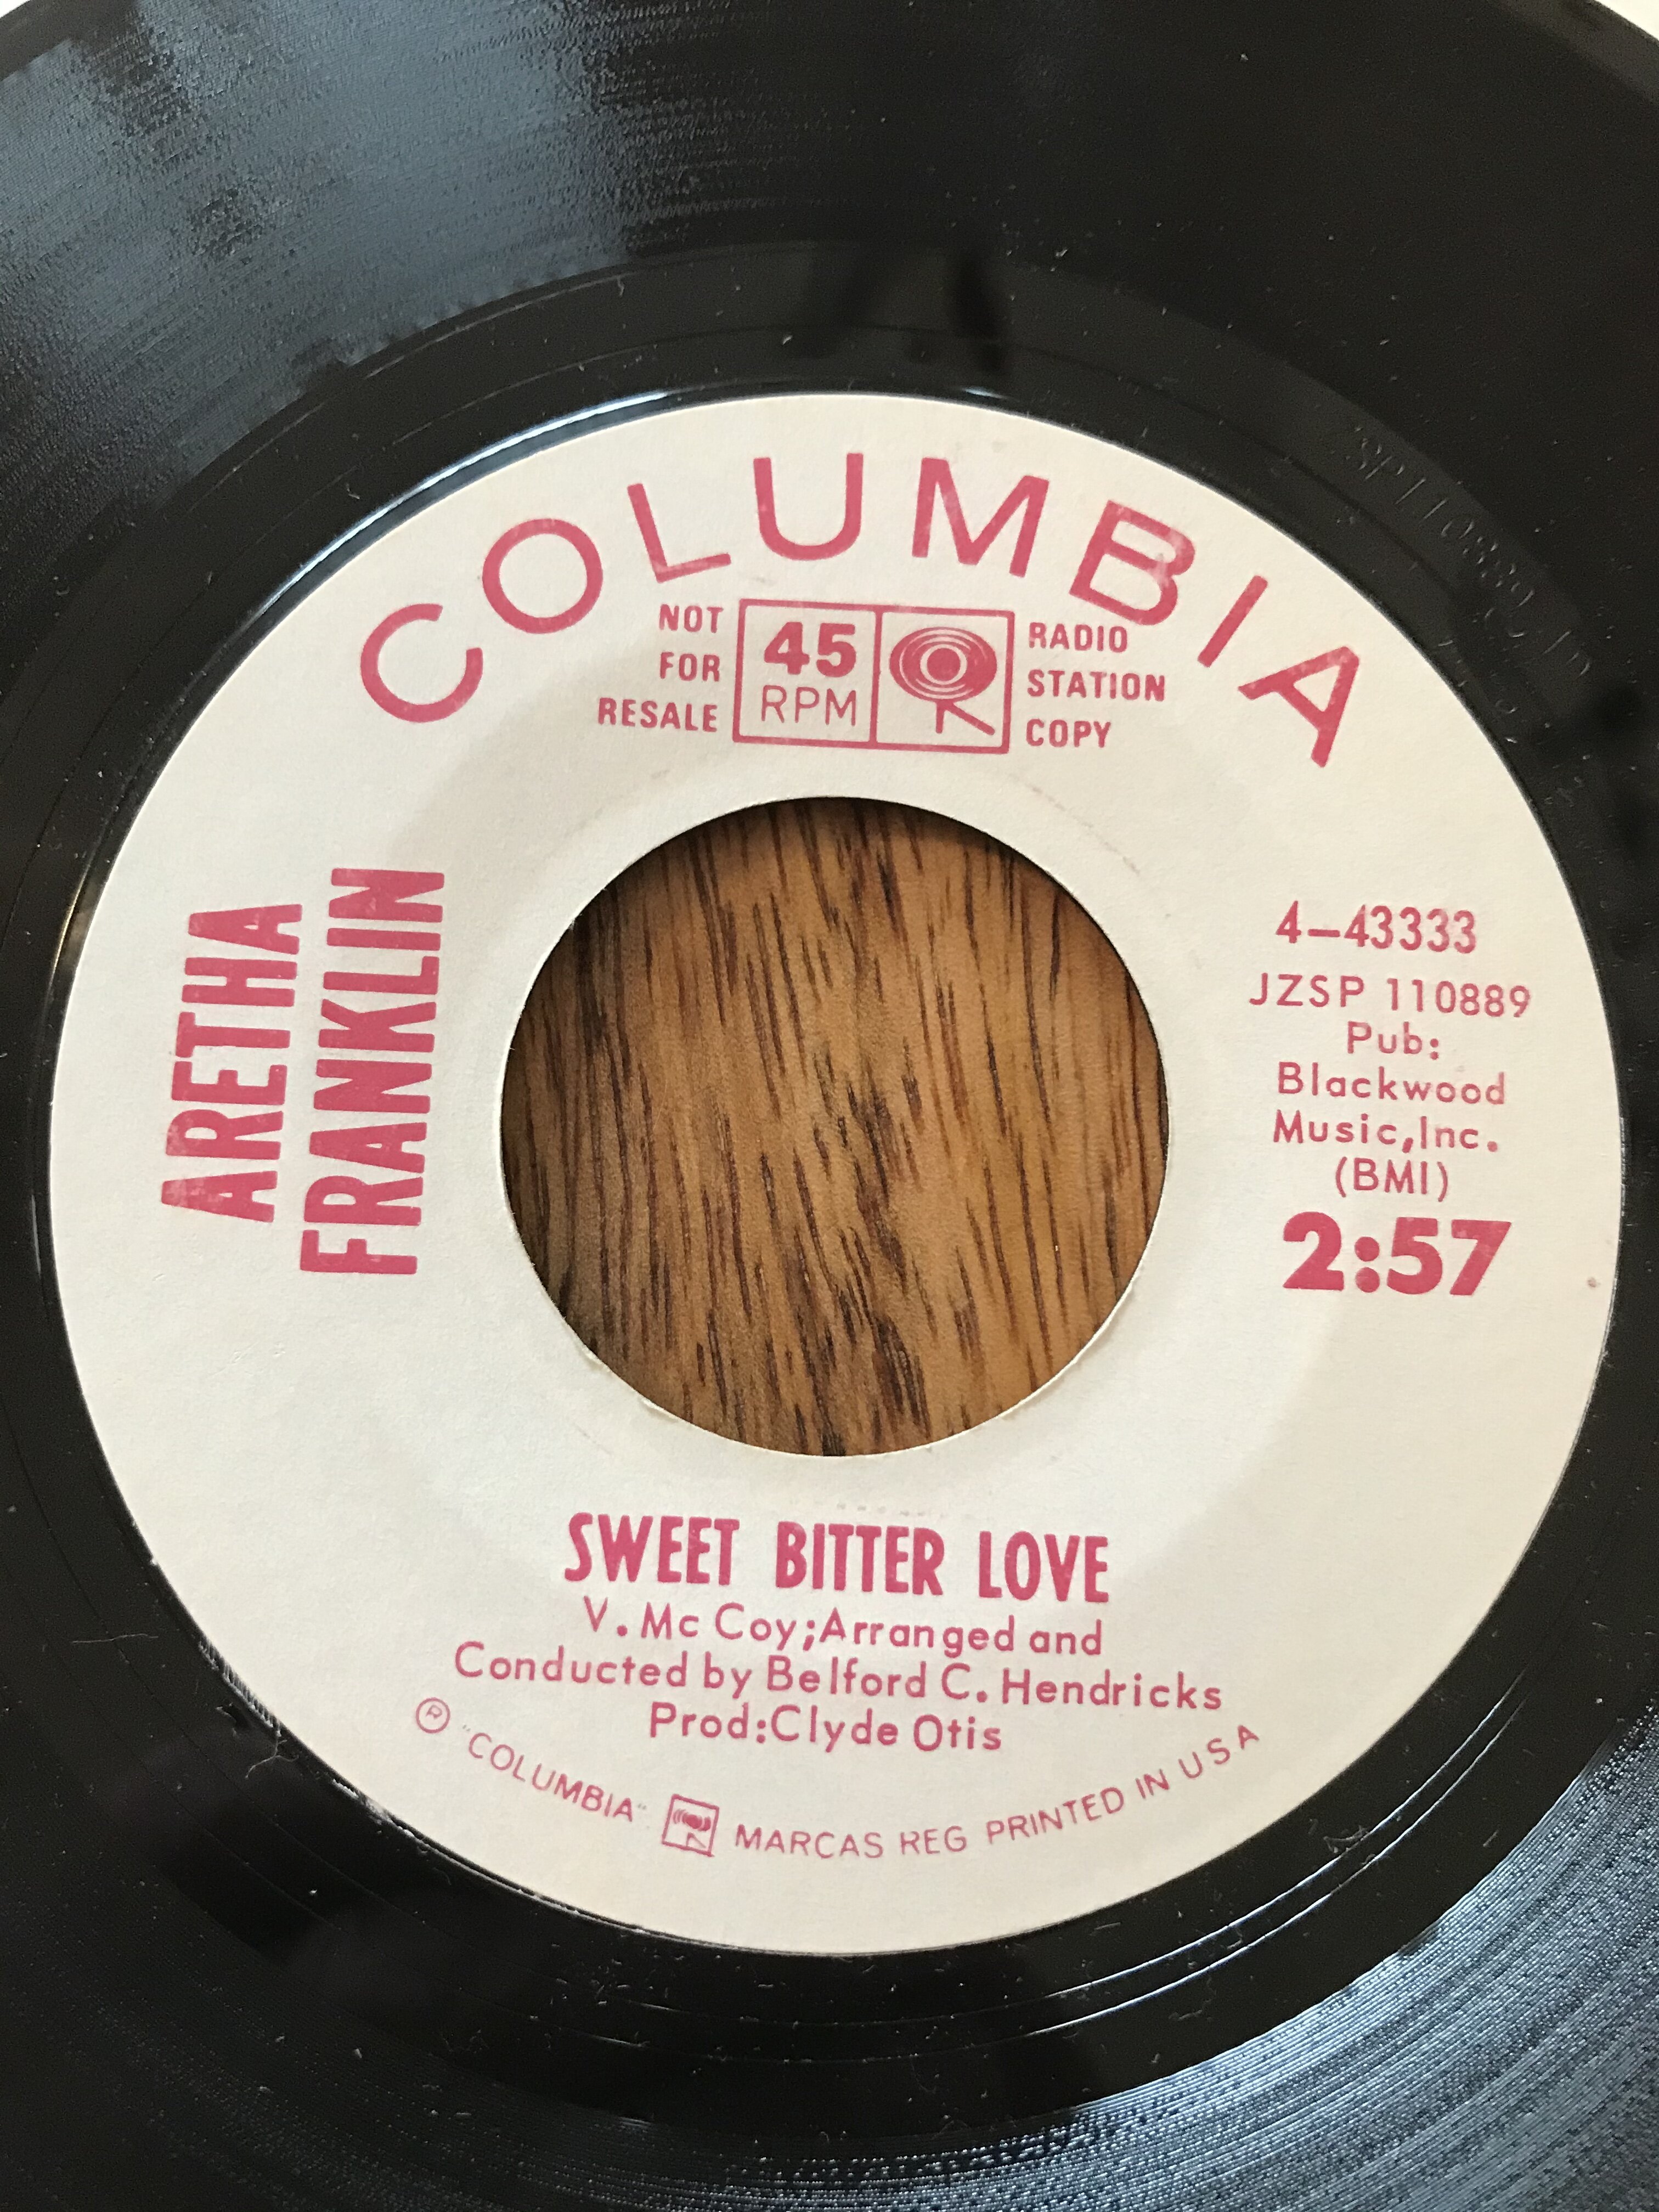 COLUMBIA
NOT
FOR
RESALE
45
RPM
RADIO
STATION
COPY
ARETHA
FRANKLIN
4-43333
JZSP 110889
Pub:
Blackwood
Music,Inc.
(BMI)
2:57
SWEET BITTER LOVE
V. Mc Coy;Arranged and
Conducted by Belford C. Hendricks
Prod:Clyde Otis
® "COLUMBIA" MARCAS REG PRINTED IN USA